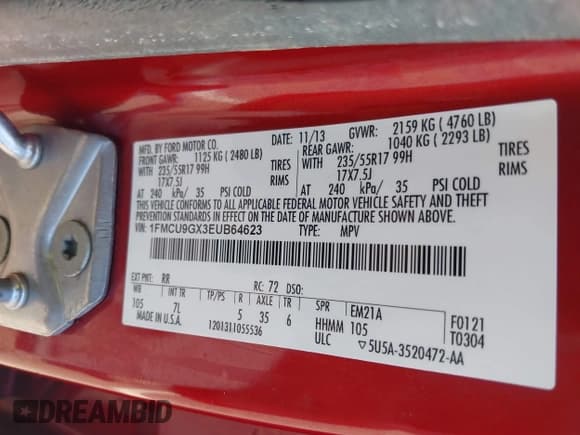 MFD. BY FORD MOTOR CO.
DATE: 11/13 GVWR: 2159 KG ( 4760 LB)
FRONT GAWR: 1125 KG ( 2480 LB) REAR GAWR: 1040 KG ( 2293 LB)
WITH 235/55R17 99H TIRES WITH 235/55R17 99H TIRES
17X7.5J RIMS 17X7.5J RIMS
AT 240 kPa/ 35 PSI COLD AT 240 kPa/ 35 PSI COLD
THIS VEHICLE CONFORMS TO ALL APPLICABLE FEDERAL MOTOR VEHICLE SAFETY AND THEFT
PREVENTION STANDARDS IN EFFECT ON THE DATE OF MANUFACTURE SHOWN ABOVE.
VIN: 1FMCU9GX3EUB64623 TYPE: MPV
EXT PNT: RR RC: 72 DSO:
WB INT TR TP/PS R AXLE TR SPR EM21A F0121
105 7L 5 35 6 HHMM 105 T0304
MADE IN U.S.A. 1201311055536 ULC ▽5U5A-3520472-AA
DREAMBID